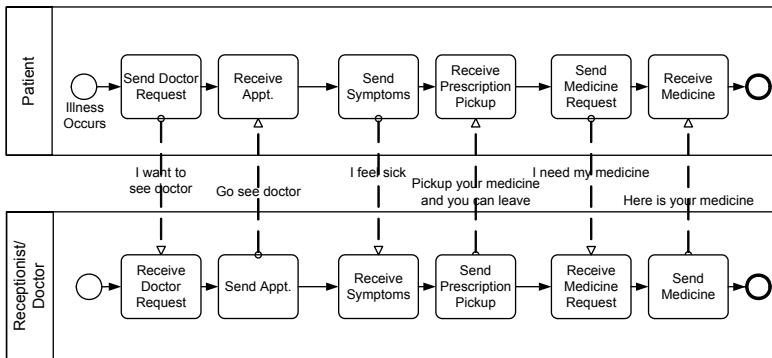 Patient
Illness
Occurs
Send Doctor
Request
Receive
Appt.
Send
Symptoms
Receive
Prescription
Pickup
Send
Medicine
Request
Receive
Medicine
I want to
see doctor
Go see doctor
I feel sick
Pickup your medicine
and you can leave
I need my medicine
Here is your medicine
Receptionist/
Doctor
Receive
Doctor
Request
Send Appt.
Receive
Symptoms
Send
Prescription
Pickup
Receive
Medicine
Request
Send
Medicine